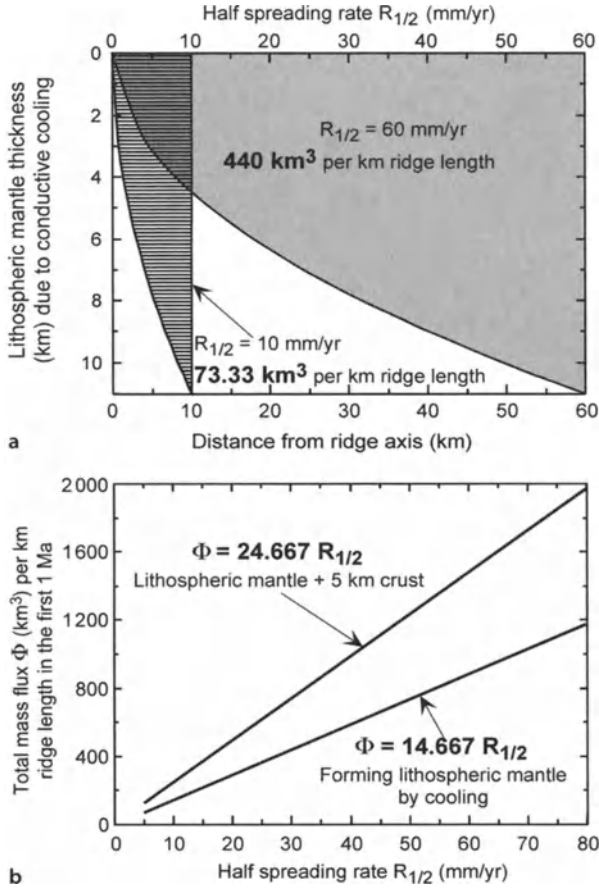 Half spreading rate R1/2 (mm/yr)
0 10 20 30 40 50 60
Lithospheric mantle thickness
(km) due to conductive cooling
0
2
4
6
8
10
R1/2 = 60 mm/yr
440 km³ per km ridge length
R1/2 = 10 mm/yr
73.33 km³ per km ridge length
0 10 20 30 40 50 60
a
Distance from ridge axis (km)
Total mass flux Φ (km³) per km
ridge length in the first 1 Ma
2 000
1600
1200
800
400
0
Φ = 24.667 R1/2
Lithospheric mantle + 5 km crust
Φ = 14.667 R1/2
Forming lithospheric mantle
by cooling
0 10 20 30 40 50 60 70 80
b
Half spreading rate R1/2 (mm/yr)